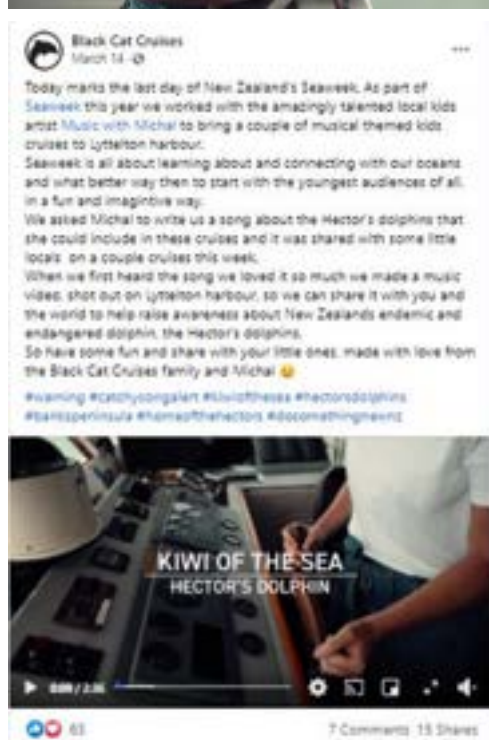 Black Cat Cruises
March 14
Today marks the last day of New Zealand's Seaweek. As part of
Seaweek this year we worked with the amazingly talented local kids
artist Music with Michal to bring a couple of musical themed kids
cruises to Lyttelton harbour.
Seaweek is all about learning about and connecting with our oceans
and what better way then to start with the youngest audiences of all,
in a fun and imagintive way.
We asked Michal to write us a song about the Hector's dolphins that
she could include in these cruises and it was shared with some little
locals on a couple cruises this week.
When we first heard the song we loved it so much we made a music
video, shot out on Lyttelton harbour, so we can share it with you and
the world to help raise awareness about New Zealands endemic and
endangered dolphin, the Hector's dolphins.
So have some fun and share with your little ones, made with love from
the Black Cat Cruises family and Michal
#warning #catchysongalert #kiwiofthesea #hectorsdolphins
#bankspeninsula #homeofthehectors #dosomethingnewnz
KIWI OF THE SEA
HECTOR'S DOLPHIN
63
7 Comments 15 Shares